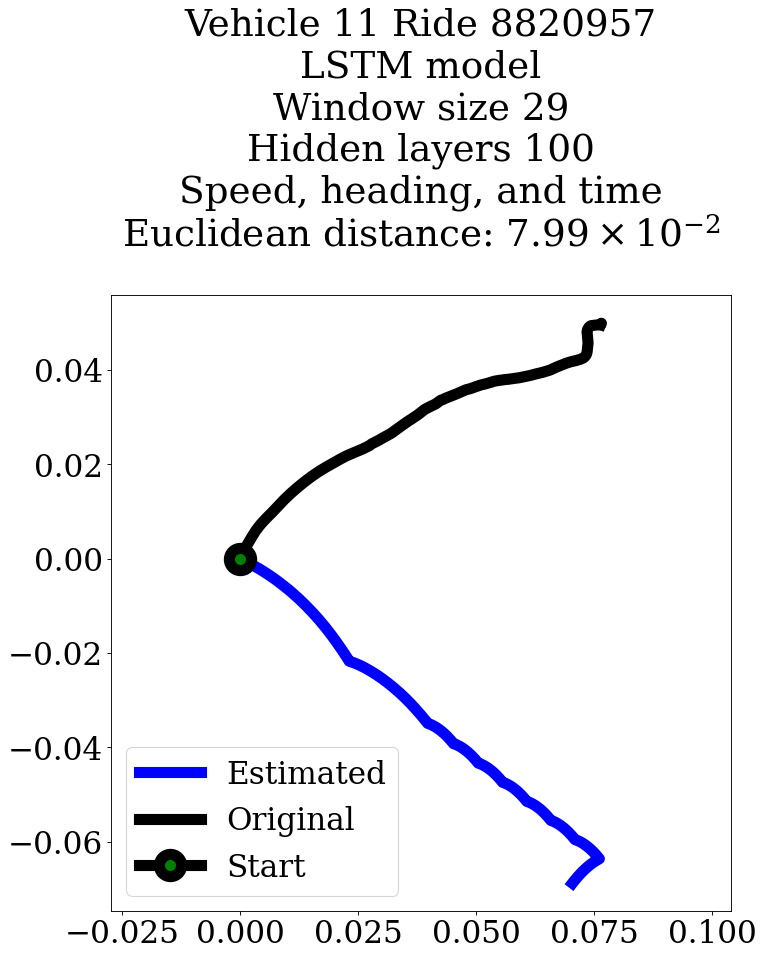 Vehicle 11 Ride 8820957
LSTM model
Window size 29
Hidden layers 100
Speed, heading, and time
Euclidean distance: 7.99 × 10⁻²
0.04
0.02
0.00
−0.02
−0.04
−0.06
Estimated
Original
Start
−0.025 0.000 0.025 0.050 0.075 0.100